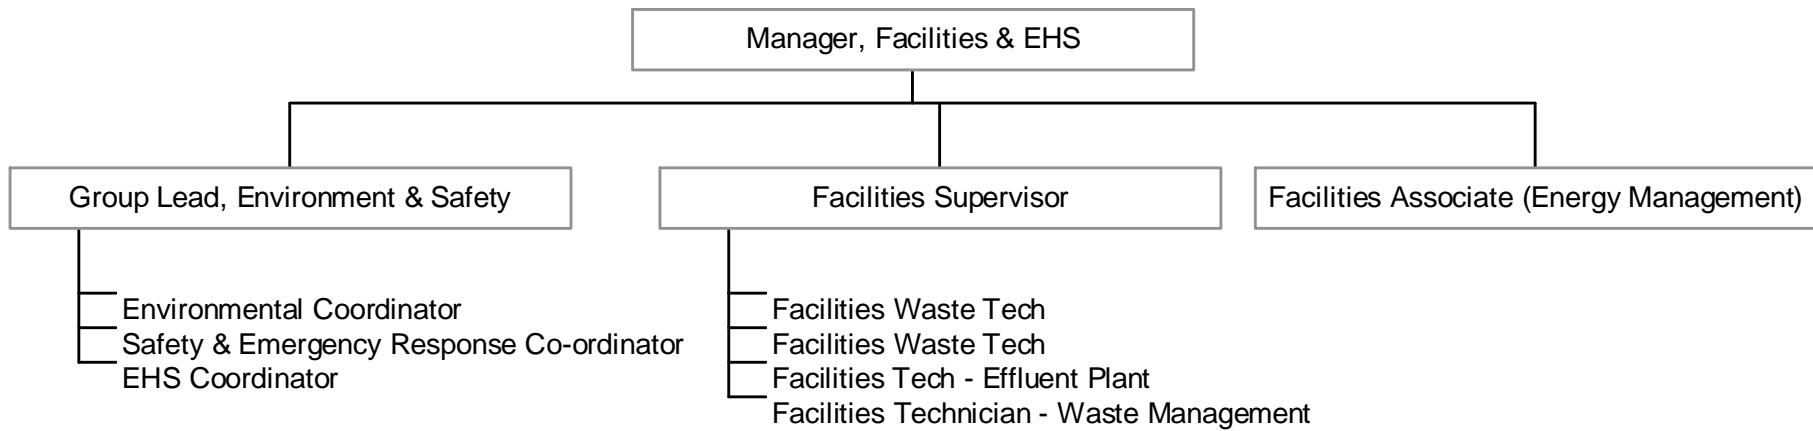 Manager, Facilities & EHS
Group Lead, Environment & Safety
Environmental Coordinator
Safety & Emergency Response Co-ordinator
EHS Coordinator
Facilities Supervisor
Facilities Waste Tech
Facilities Waste Tech
Facilities Tech - Effluent Plant
Facilities Technician - Waste Management
Facilities Associate (Energy Management)